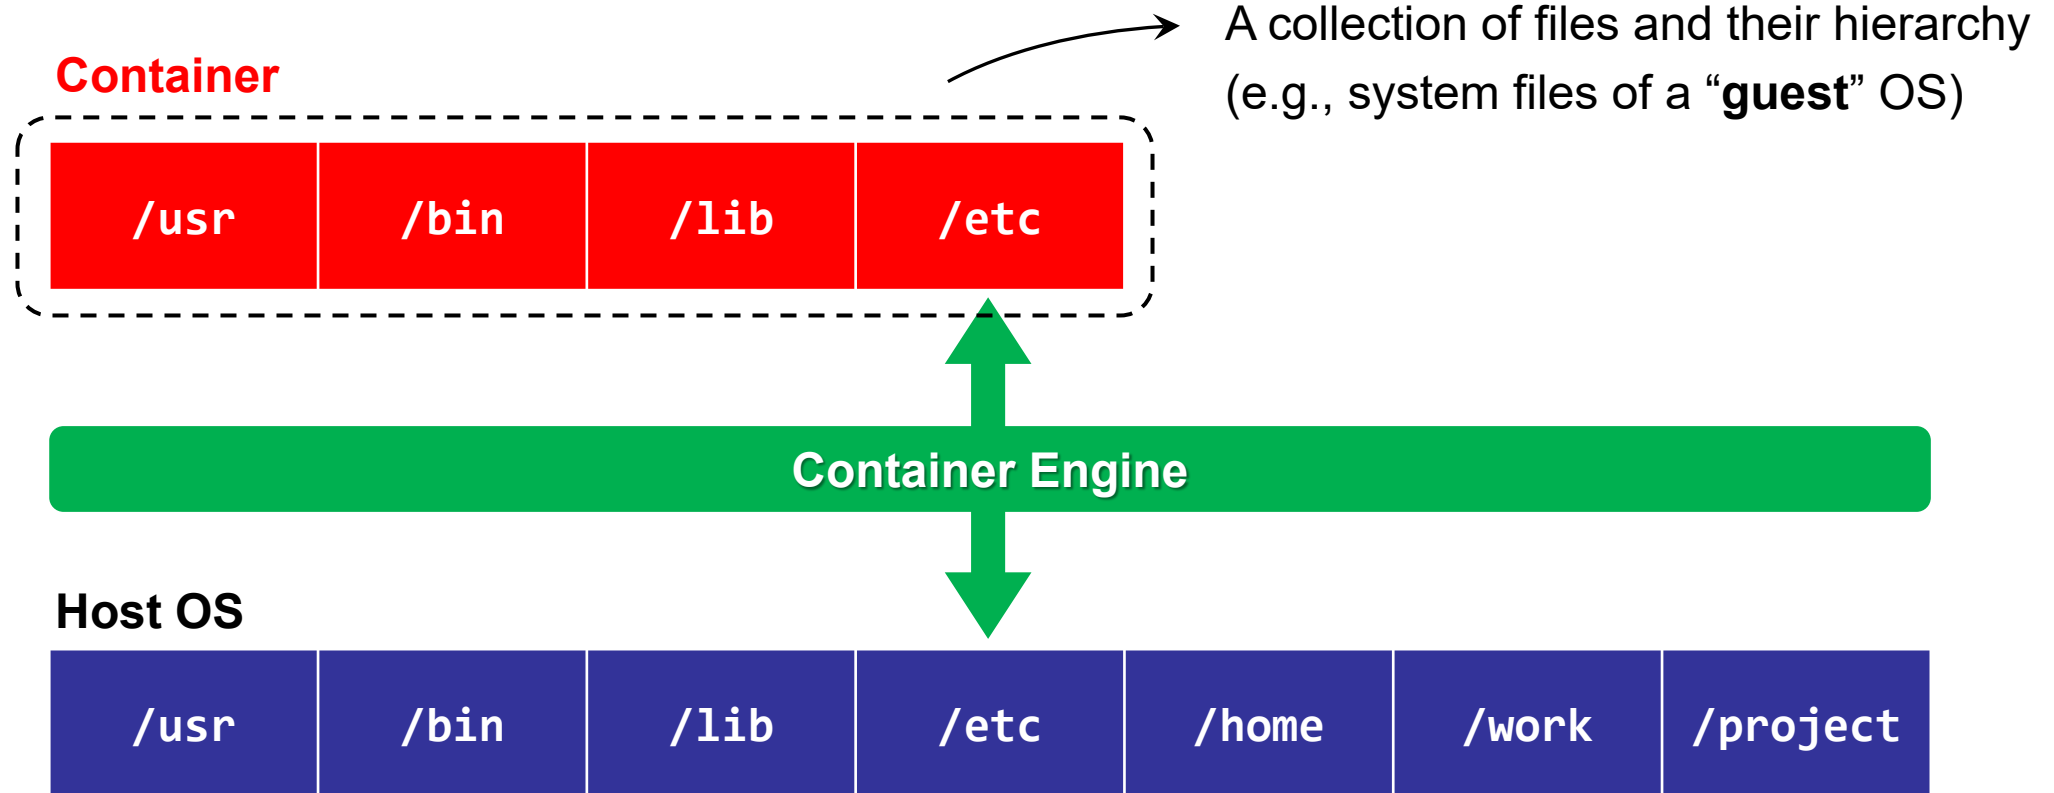 A collection of files and their hierarchy
(e.g., system files of a “guest” OS)
Container
/usr /bin /lib /etc
Container Engine
Host OS
/usr /bin /lib /etc /home /work /project